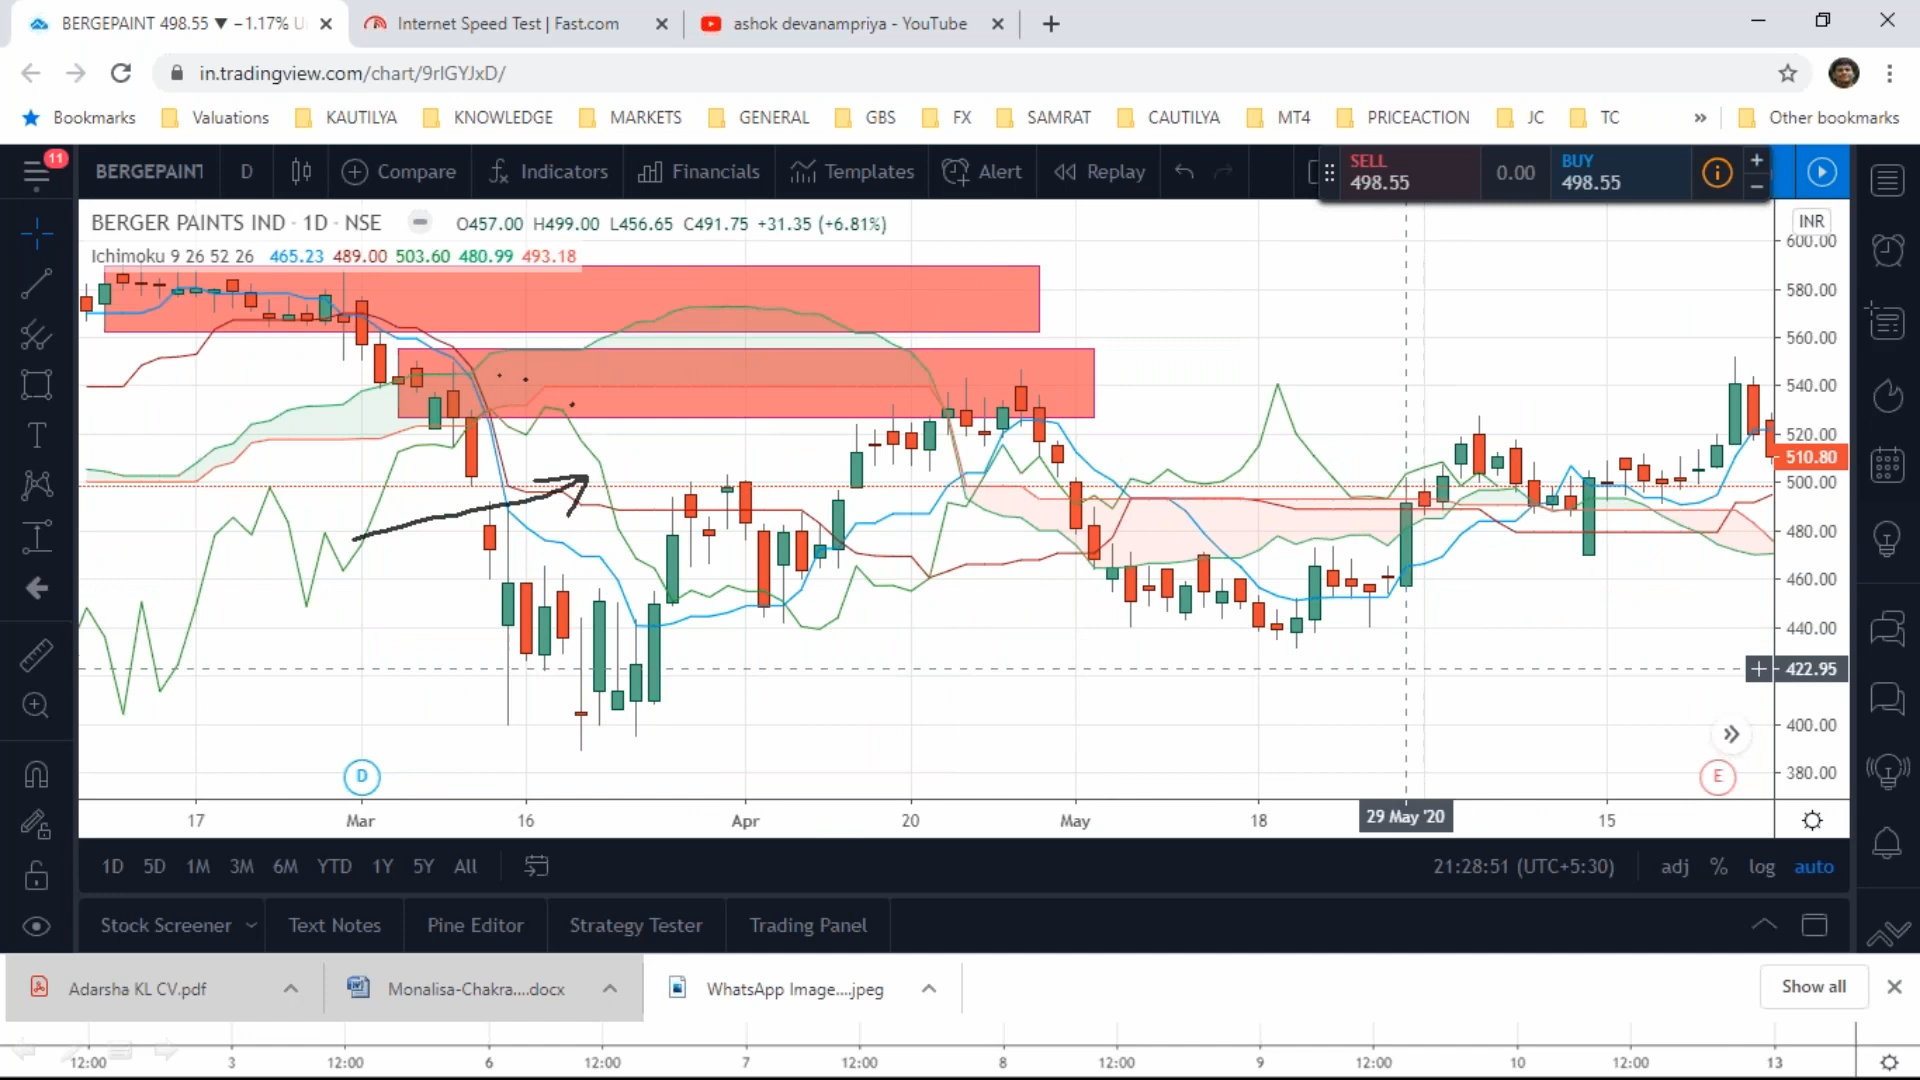 BERGEPAINT 498.55 ▼ −1.17% U
Internet Speed Test | Fast.com
ashok devanampriya - YouTube
in.tradingview.com/chart/9rIGYJxD/
Bookmarks
Valuations
KAUTILYA
KNOWLEDGE
MARKETS
GENERAL
GBS
FX
SAMRAT
CAUTILYA
MT4
PRICEACTION
JC
TC
»
Other bookmarks
11
BERGEPAINT
D
Compare
Indicators
Financials
Templates
Alert
Replay
SELL
498.55
0.00
BUY
498.55
BERGER PAINTS IND · 1D · NSE
O457.00 H499.00 L456.65 C491.75 +31.35 (+6.81%)
INR
Ichimoku 9 26 52 26 465.23 489.00 503.60 480.99 493.18
600.00
580.00
560.00
540.00
520.00
510.80
500.00
480.00
460.00
440.00
422.95
400.00
380.00
D
E
17
Mar
16
Apr
20
May
18
29 May '20
15
1D 5D 1M 3M 6M YTD 1Y 5Y All
21:28:51 (UTC+5:30)
adj % log auto
Stock Screener
Text Notes
Pine Editor
Strategy Tester
Trading Panel
Adarsha KL CV.pdf
Monalisa-Chakra....docx
WhatsApp Image....jpeg
Show all
12:00 3 12:00 6 12:00 7 12:00 8 12:00 9 12:00 10 12:00 13